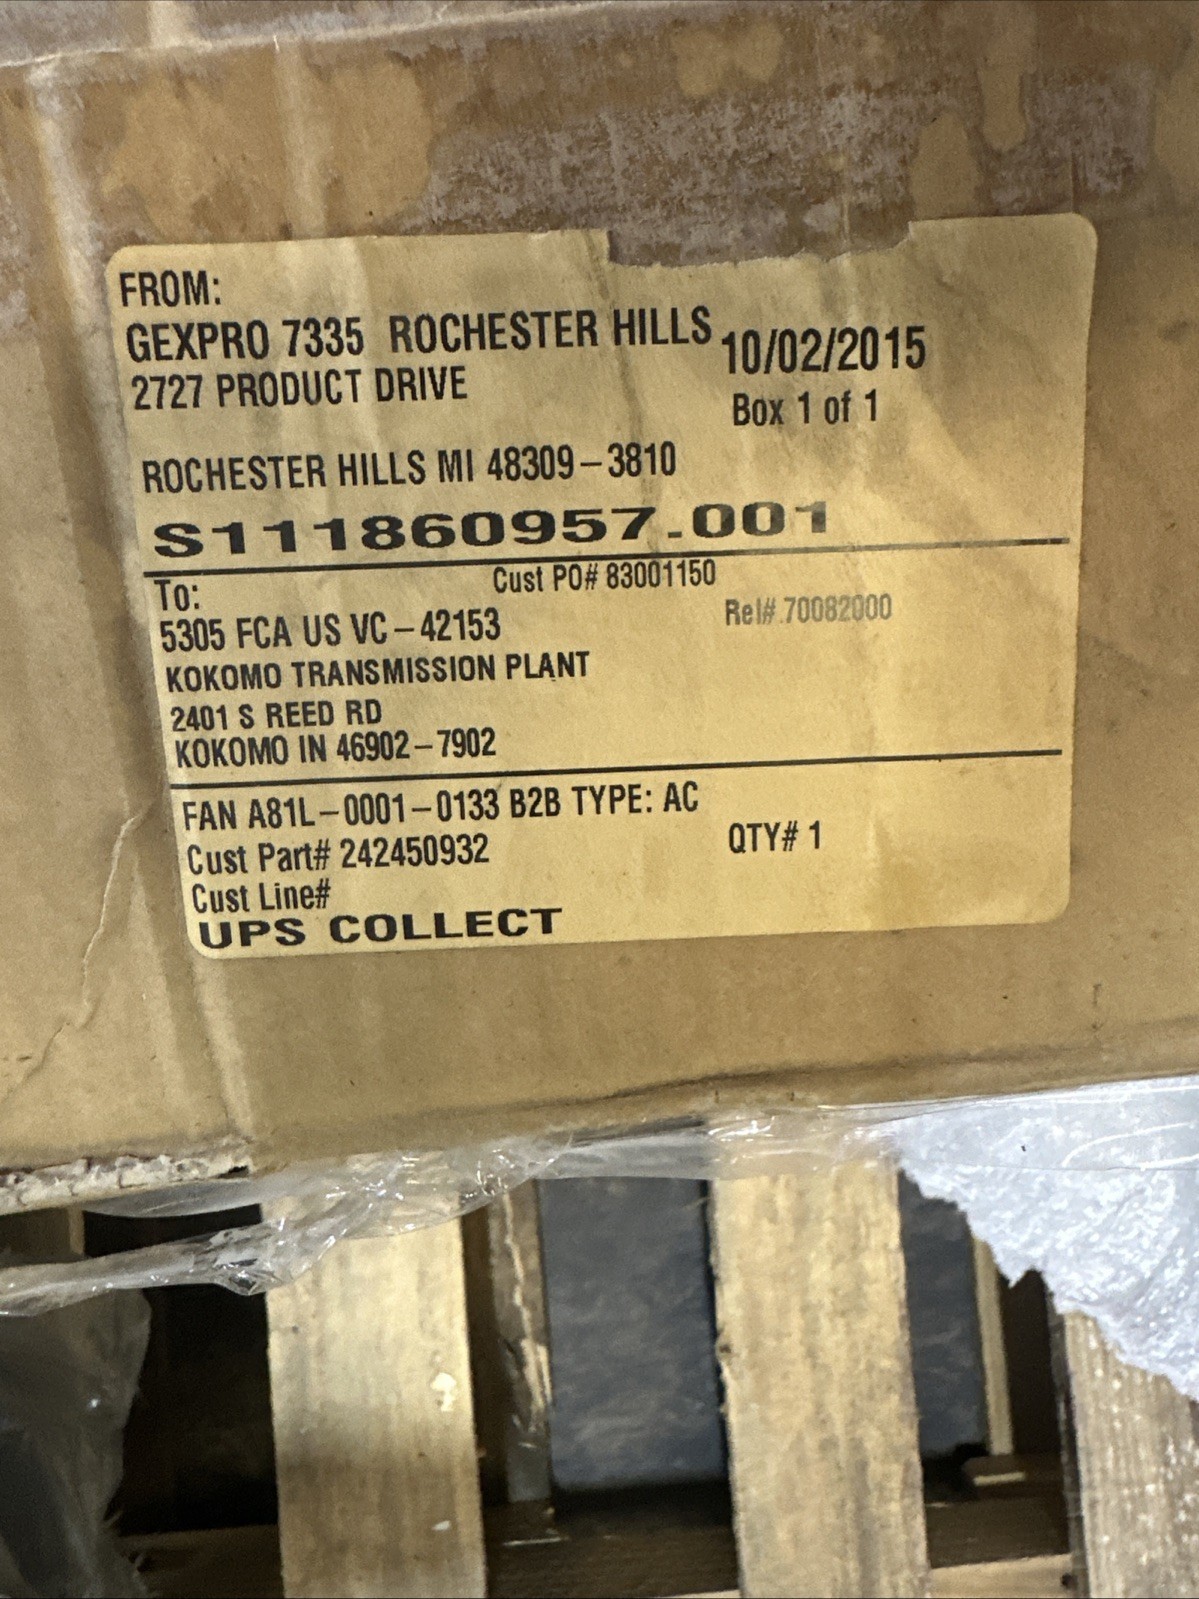 FROM:
GEXPRO 7335 ROCHESTER HILLS
10/02/2015
2727 PRODUCT DRIVE
Box 1 of 1
ROCHESTER HILLS MI 48309-3810
S111860957.001
To:
Cust PO# 83001150
5305 FCA US VC-42153
Rel# 70082000
KOKOMO TRANSMISSION PLANT
2401 S REED RD
KOKOMO IN 46902-7902
FAN A81L-0001-0133 B2B TYPE: AC
Cust Part# 242450932
QTY# 1
Cust Line#
UPS COLLECT